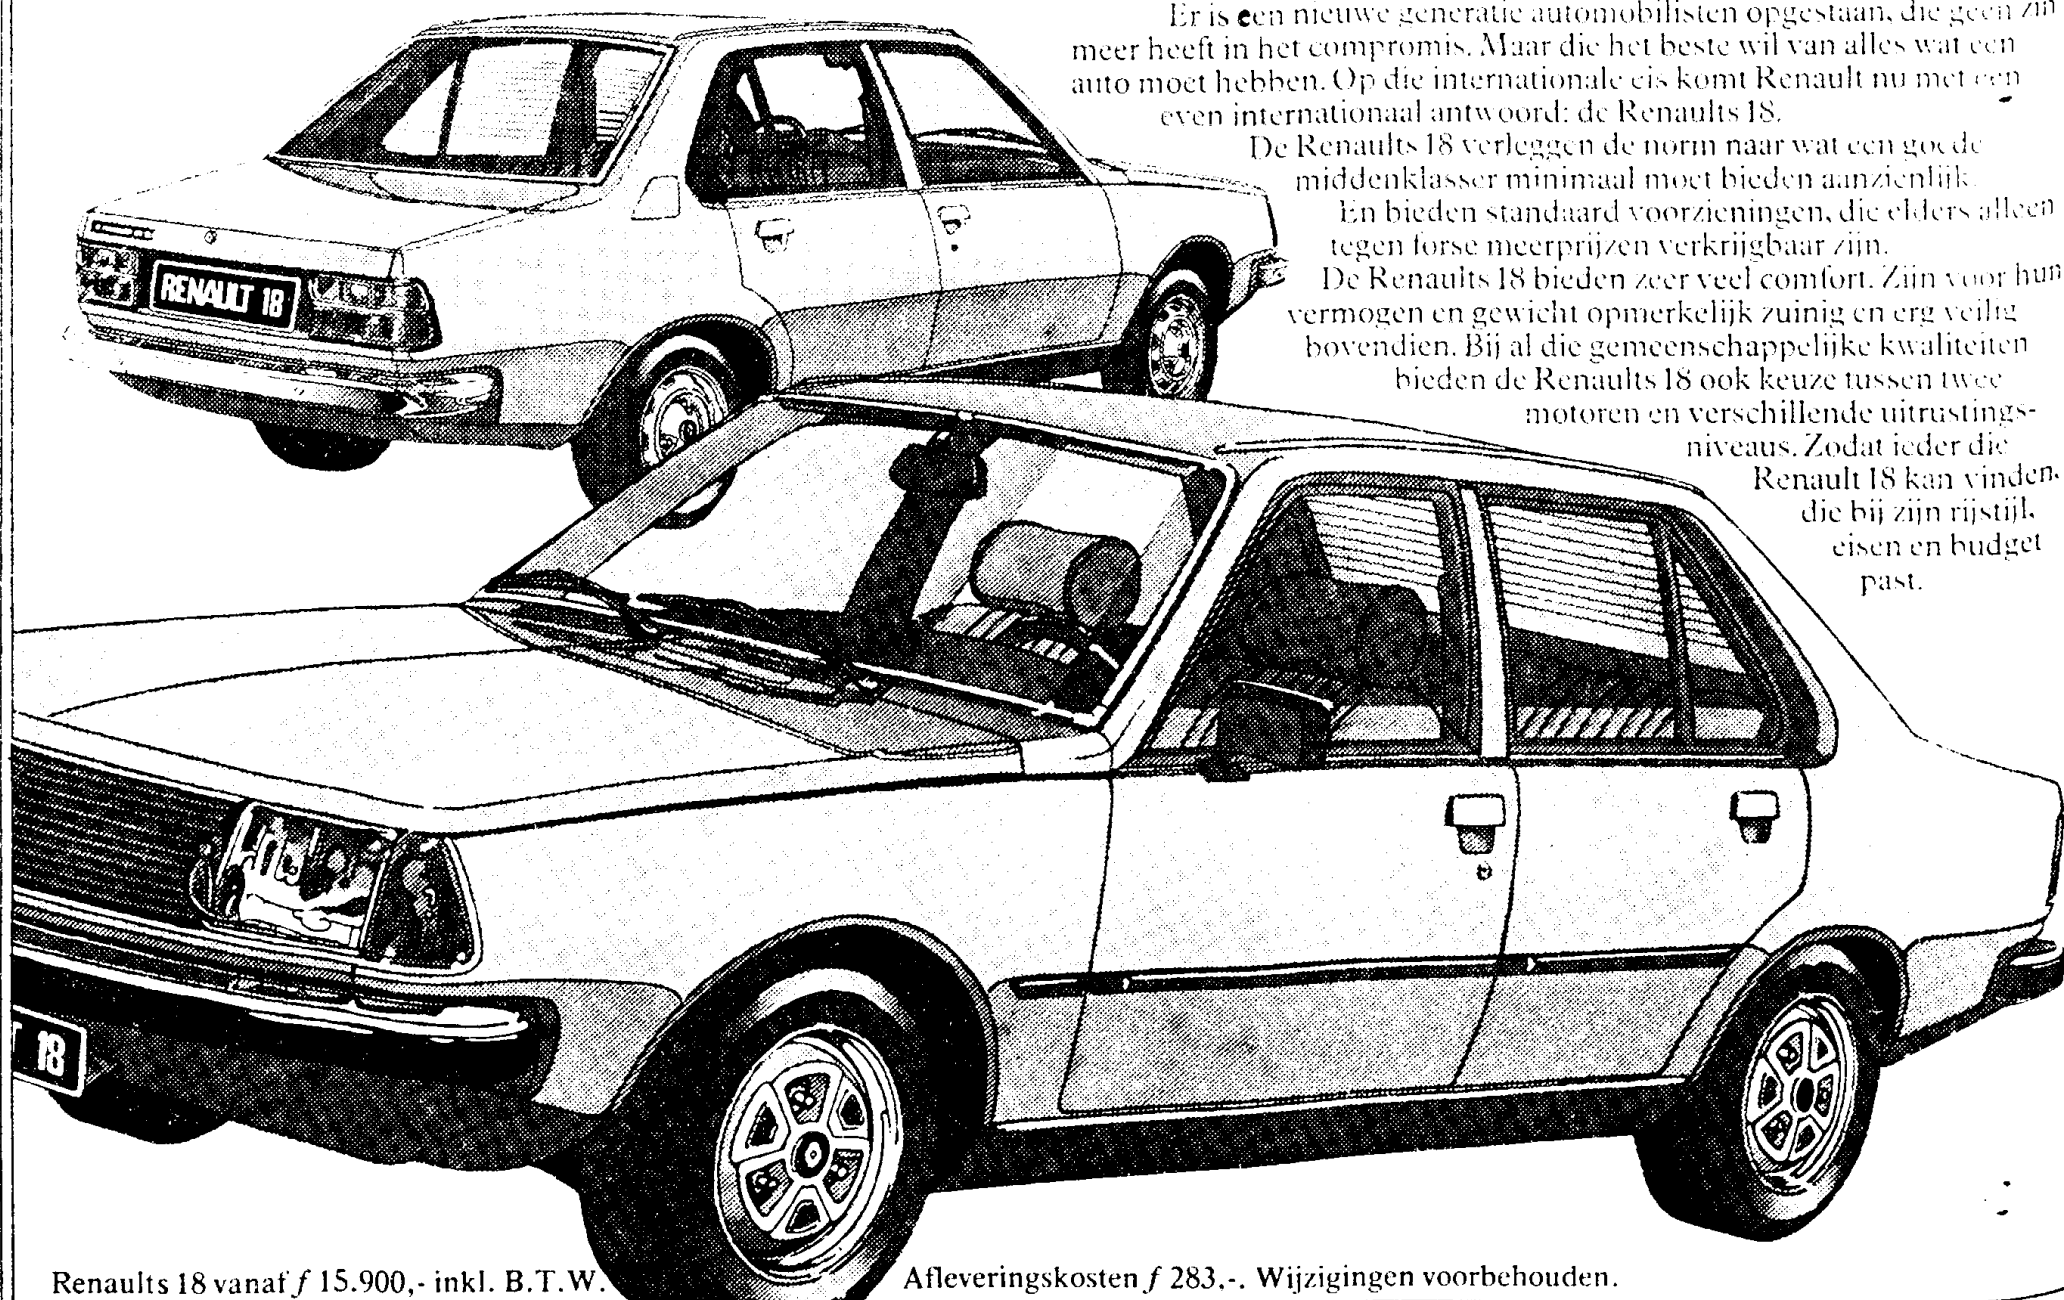 Er is een nieuwe generatie automobilisten opgestaan, die geen zin
meer heeft in het compromis. Maar die het beste wil van alles wat een
auto moet hebben. Op die internationale eis komt Renault nu met een
even internationaal antwoord: de Renaults 18.
De Renaults 18 verleggen de norm naar wat een goede
middenklasser minimaal moet bieden aanzienlijk.
En bieden standaard voorzieningen, die elders alleen
tegen forse meerprijzen verkrijgbaar zijn.
De Renaults 18 bieden zeer veel comfort. Zijn voor hun
vermogen en gewicht opmerkelijk zuinig en erg veilig
bovendien. Bij al die gemeenschappelijke kwaliteiten
bieden de Renaults 18 ook keuze tussen twee
motoren en verschillende uitrustings-
niveaus. Zodat ieder die
Renault 18 kan vinden,
die bij zijn rijstijl,
eisen en budget
past.
RENAULT 18
T 18
Renaults 18 vanaf f 15.900,- inkl. B.T.W.
Afleveringskosten f 283,-. Wijzigingen voorbehouden.